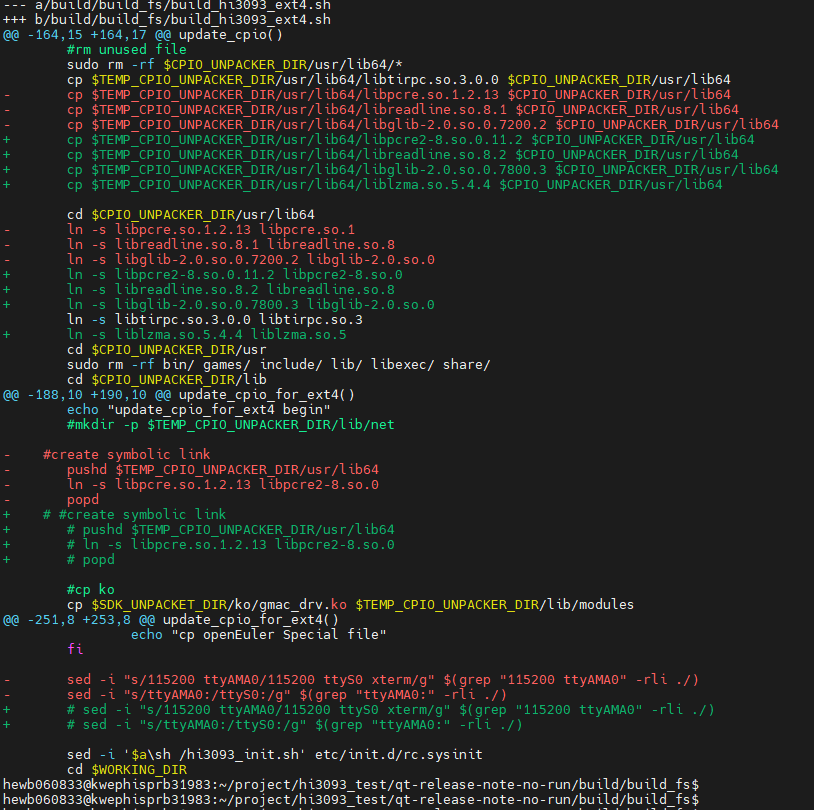 --- a/build/build_fs/build_hi3093_ext4.sh
+++ b/build/build_fs/build_hi3093_ext4.sh
@@ -164,15 +164,17 @@ update_cpio()
        #rm unused file
        sudo rm -rf $CPIO_UNPACKER_DIR/usr/lib64/*
        cp $TEMP_CPIO_UNPACKER_DIR/usr/lib64/libtirpc.so.3.0.0 $CPIO_UNPACKER_DIR/usr/lib64
-       cp $TEMP_CPIO_UNPACKER_DIR/usr/lib64/libpcre.so.1.2.13 $CPIO_UNPACKER_DIR/usr/lib64
-       cp $TEMP_CPIO_UNPACKER_DIR/usr/lib64/libreadline.so.8.1 $CPIO_UNPACKER_DIR/usr/lib64
-       cp $TEMP_CPIO_UNPACKER_DIR/usr/lib64/libglib-2.0.so.0.7200.2 $CPIO_UNPACKER_DIR/usr/lib64
+       cp $TEMP_CPIO_UNPACKER_DIR/usr/lib64/libpcre2-8.so.0.11.2 $CPIO_UNPACKER_DIR/usr/lib64
+       cp $TEMP_CPIO_UNPACKER_DIR/usr/lib64/libreadline.so.8.2 $CPIO_UNPACKER_DIR/usr/lib64
+       cp $TEMP_CPIO_UNPACKER_DIR/usr/lib64/libglib-2.0.so.0.7800.3 $CPIO_UNPACKER_DIR/usr/lib64
+       cp $TEMP_CPIO_UNPACKER_DIR/usr/lib64/liblzma.so.5.4.4 $CPIO_UNPACKER_DIR/usr/lib64

        cd $CPIO_UNPACKER_DIR/usr/lib64
-       ln -s libpcre.so.1.2.13 libpcre.so.1
-       ln -s libreadline.so.8.1 libreadline.so.8
-       ln -s libglib-2.0.so.0.7200.2 libglib-2.0.so.0
+       ln -s libpcre2-8.so.0.11.2 libpcre2-8.so.0
+       ln -s libreadline.so.8.2 libreadline.so.8
+       ln -s libglib-2.0.so.0.7800.3 libglib-2.0.so.0
        ln -s libtirpc.so.3.0.0 libtirpc.so.3
+       ln -s liblzma.so.5.4.4 liblzma.so.5
        cd $CPIO_UNPACKER_DIR/usr
        sudo rm -rf bin/ games/ include/ lib/ libexec/ share/
        cd $CPIO_UNPACKER_DIR/lib
@@ -188,10 +190,10 @@ update_cpio_for_ext4()
        echo "update_cpio_for_ext4 begin"
        #mkdir -p $TEMP_CPIO_UNPACKER_DIR/lib/net

-    #create symbolic link
-       pushd $TEMP_CPIO_UNPACKER_DIR/usr/lib64
-       ln -s libpcre.so.1.2.13 libpcre2-8.so.0
-       popd
+    # #create symbolic link
+       # pushd $TEMP_CPIO_UNPACKER_DIR/usr/lib64
+       # ln -s libpcre.so.1.2.13 libpcre2-8.so.0
+       # popd

        #cp ko
        cp $SDK_UNPACKET_DIR/ko/gmac_drv.ko $TEMP_CPIO_UNPACKER_DIR/lib/modules
@@ -251,8 +253,8 @@ update_cpio_for_ext4()
                echo "cp openEuler Special file"
        fi

-       sed -i "s/115200 ttyAMA0/115200 ttyS0 xterm/g" $(grep "115200 ttyAMA0" -rli ./)
-       sed -i "s/ttyAMA0:/ttyS0:/g" $(grep "ttyAMA0:" -rli ./)
+       # sed -i "s/115200 ttyAMA0/115200 ttyS0 xterm/g" $(grep "115200 ttyAMA0" -rli ./)
+       # sed -i "s/ttyAMA0:/ttyS0:/g" $(grep "ttyAMA0:" -rli ./)

        sed -i '$a\sh /hi3093_init.sh' etc/init.d/rc.sysinit
        cd $WORKING_DIR
hewb060833@kwephisprb31983:~/project/hi3093_test/qt-release-note-no-run/build/build_fs$
hewb060833@kwephisprb31983:~/project/hi3093_test/qt-release-note-no-run/build/build_fs$